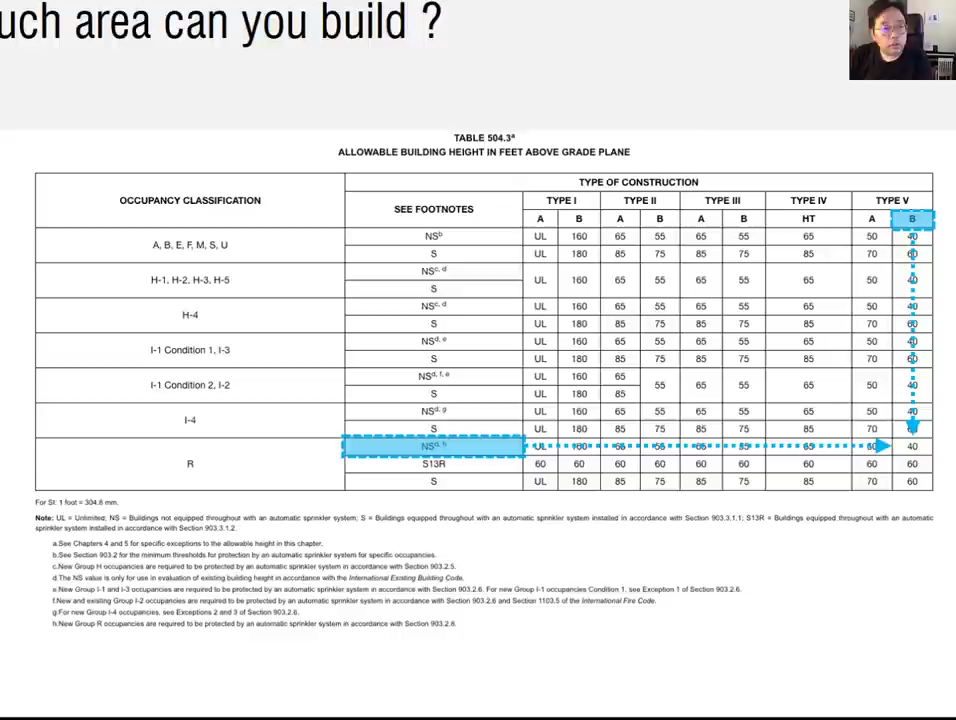 uch area can you build ?
TABLE 504.3ª
ALLOWABLE BUILDING HEIGHT IN FEET ABOVE GRADE PLANE
OCCUPANCY CLASSIFICATION
SEE FOOTNOTES
TYPE OF CONSTRUCTION
TYPE I TYPE II TYPE III TYPE IV TYPE V
A B A B A B HT A B
A, B, E, F, M, S, U
NSᵇ UL 160 65 55 65 55 65 50 40
S UL 180 85 75 85 75 85 70 60
H-1, H-2, H-3, H-5
NSᶜ, ᵈ
S
UL 160 65 55 65 55 65 50 40
H-4
NSᶜ, ᵈ UL 160 65 55 65 55 65 50 40
S UL 180 85 75 85 75 85 70 60
I-1 Condition 1, I-3
NSᵈ, ᵉ UL 160 65 55 65 55 65 50 40
S UL 180 85 75 85 75 85 70 60
I-1 Condition 2, I-2
NSᵈ, ᶠ, ᵉ UL 160 65
S UL 180 85
55 65 55 65 50 40
I-4
NSᵈ, ᵍ UL 160 65 55 65 55 65 50 40
S UL 180 85 75 85 75 85 70 60
R
NSᵈ, ʰ UL 160 65 55 65 55 65 50 40
S13R 60 60 60 60 60 60 60 60 60
S UL 180 85 75 85 75 85 70 60
For SI: 1 foot = 304.8 mm.
Note: UL = Unlimited; NS = Buildings not equipped throughout with an automatic sprinkler system; S = Buildings equipped throughout with an automatic sprinkler system installed in accordance with Section 903.3.1.1; S13R = Buildings equipped throughout with an automatic
sprinkler system installed in accordance with Section 903.3.1.2.
a.See Chapters 4 and 5 for specific exceptions to the allowable height in this chapter.
b.See Section 903.2 for the minimum thresholds for protection by an automatic sprinkler system for specific occupancies.
c.New Group H occupancies are required to be protected by an automatic sprinkler system in accordance with Section 903.2.5.
d.The NS value is only for use in evaluation of existing building height in accordance with the International Existing Building Code.
e.New Group I-1 and I-3 occupancies are required to be protected by an automatic sprinkler system in accordance with Section 903.2.6. For new Group I-1 occupancies Condition 1, see Exception 1 of Section 903.2.6.
f.New and existing Group I-2 occupancies are required to be protected by an automatic sprinkler system in accordance with Section 903.2.6 and Section 1103.5 of the International Fire Code.
g.For new Group I-4 occupancies, see Exceptions 2 and 3 of Section 903.2.6.
h.New Group R occupancies are required to be protected by an automatic sprinkler system in accordance with Section 903.2.8.